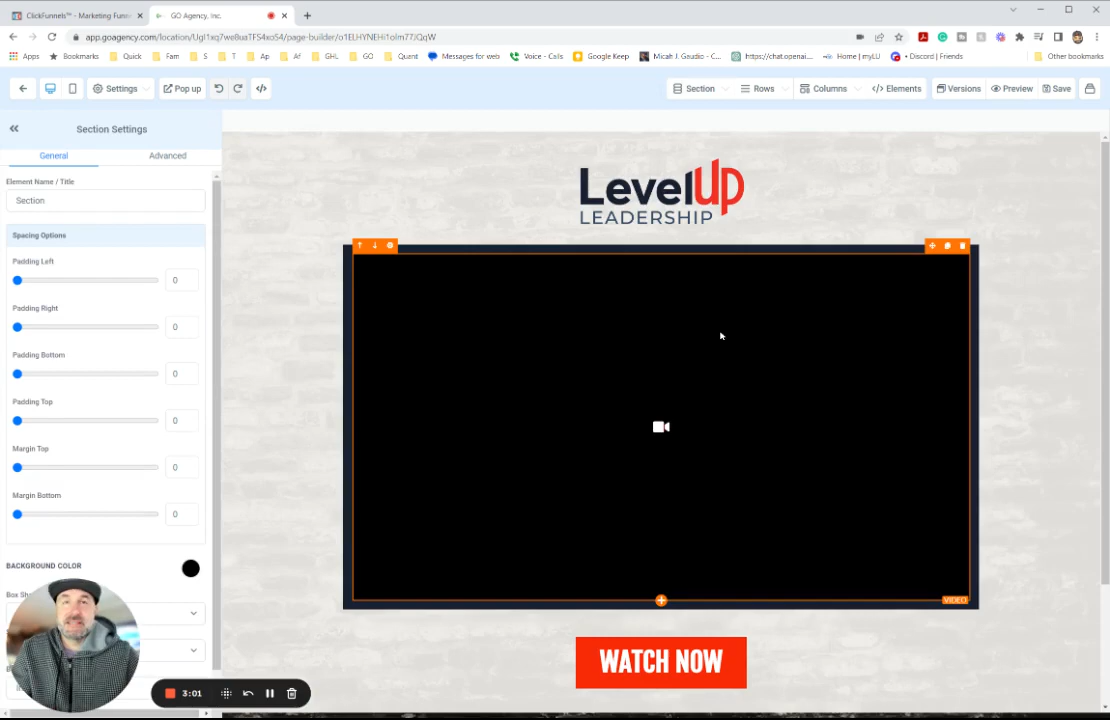 ClickFunnels™ - Marketing Funne
GO Agency, Inc.
app.goagency.com/location/
/page-builder/
Apps Bookmarks Quick Fam S T Ap Af GHL GO Quant Messages for web Voice - Calls Google Keep Micah J. Gaudio - C... https://chat.openai... Home | myLU • Discord | Friends Other bookmarks
Settings Pop up Section Rows Columns </> Elements Versions Preview Save
Section Settings
General Advanced
Element Name / Title
Section
Spacing Options
Padding Left
0
Padding Right
0
Padding Bottom
0
Padding Top
0
Margin Top
0
Margin Bottom
0
BACKGROUND COLOR
Box Sh
LevelUp
LEADERSHIP
VIDEO
WATCH NOW
3:01